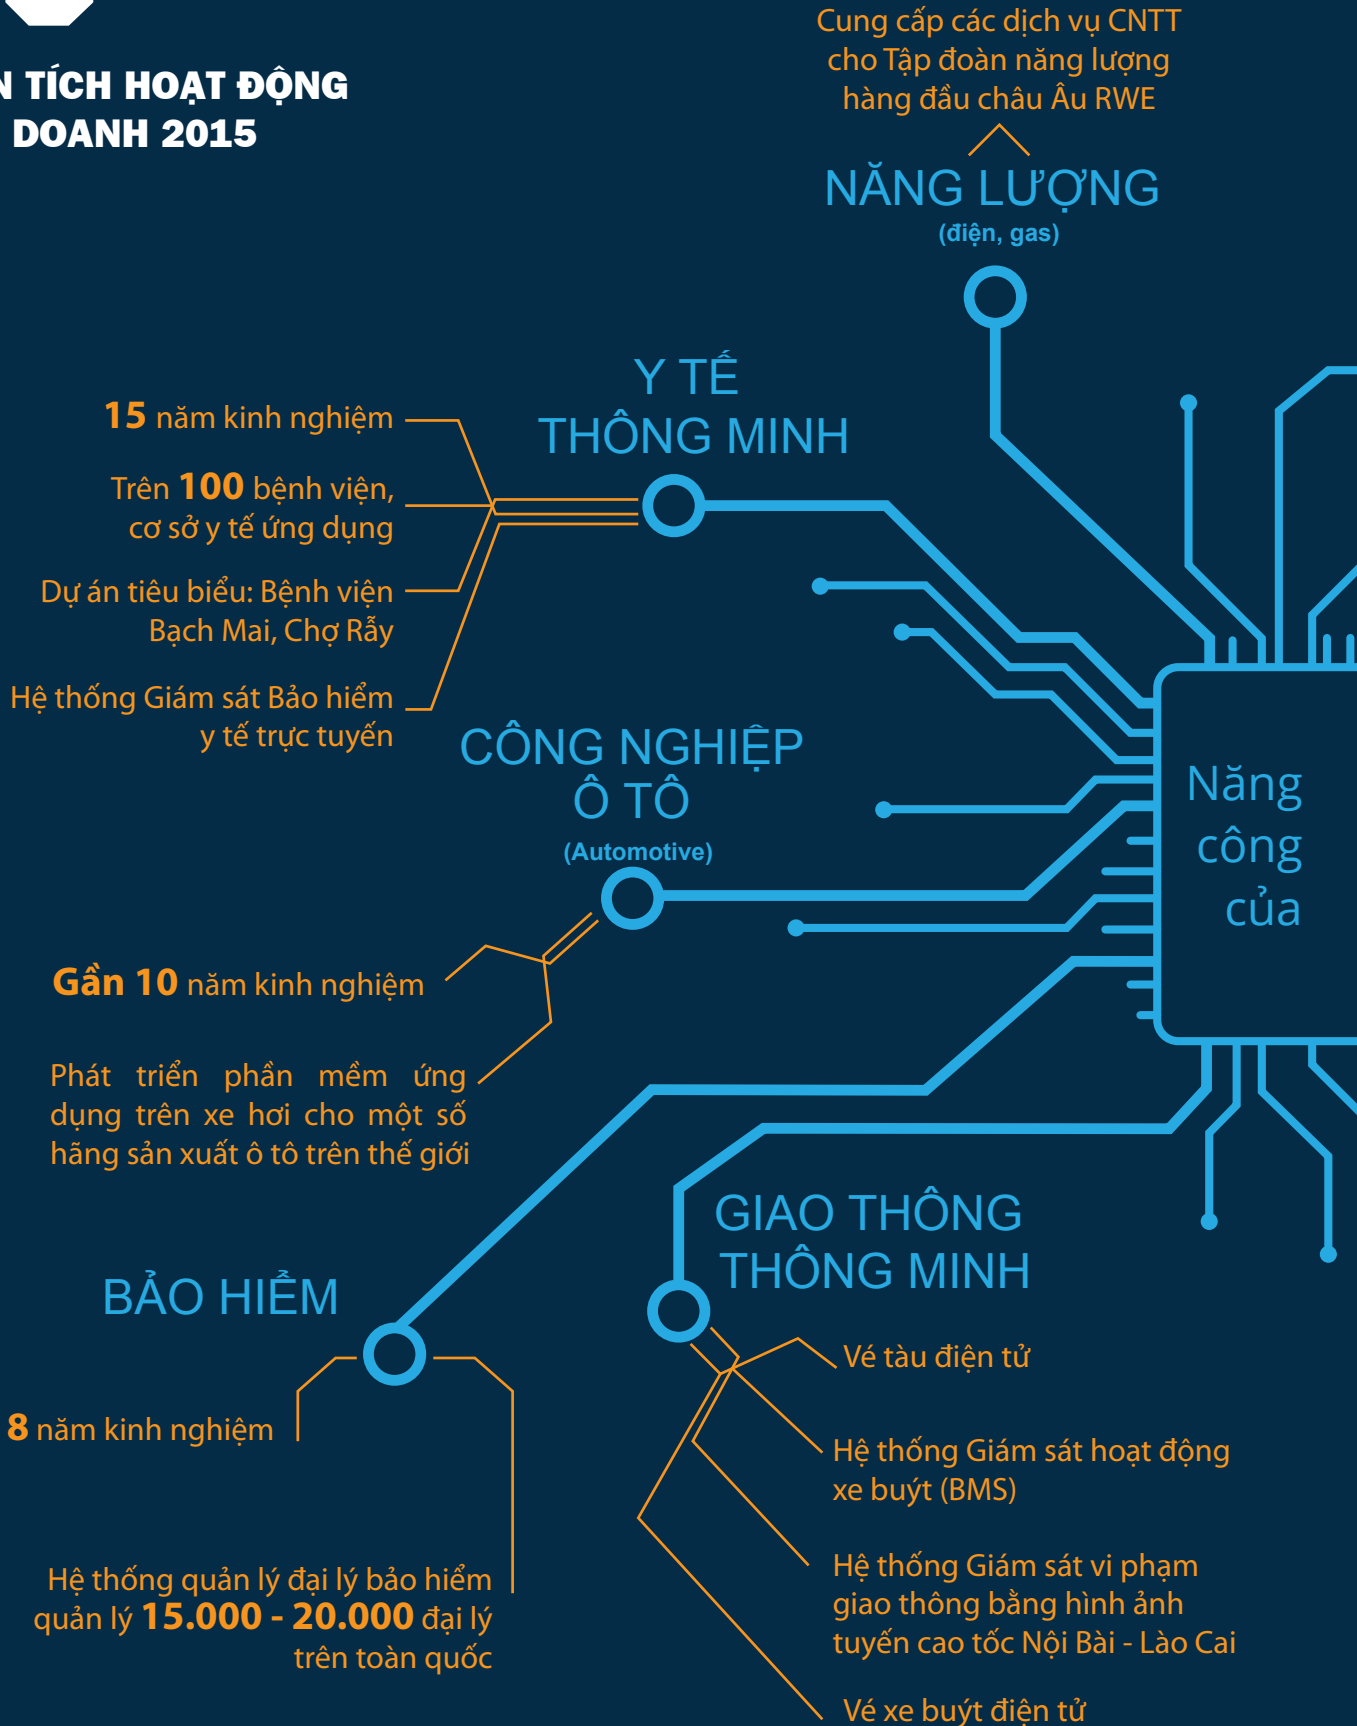 N TÍCH HOẠT ĐỘNG
DOANH 2015
Cung cấp các dịch vụ CNTT
cho Tập đoàn năng lượng
hàng đầu châu Âu RWE
NĂNG LƯỢNG
(điện, gas)
Y TẾ
THÔNG MINH
15 năm kinh nghiệm
Trên 100 bệnh viện,
cơ sở y tế ứng dụng
Dự án tiêu biểu: Bệnh viện
Bạch Mai, Chợ Rẫy
Hệ thống Giám sát Bảo hiểm
y tế trực tuyến
CÔNG NGHIỆP
Ô TÔ
(Automotive)
Gần 10 năm kinh nghiệm
Phát triển phần mềm ứng
dụng trên xe hơi cho một số
hãng sản xuất ô tô trên thế giới
Năng
công
của
BẢO HIỂM
8 năm kinh nghiệm
Hệ thống quản lý đại lý bảo hiểm
quản lý 15.000 - 20.000 đại lý
trên toàn quốc
GIAO THÔNG
THÔNG MINH
Vé tàu điện tử
Hệ thống Giám sát hoạt động
xe buýt (BMS)
Hệ thống Giám sát vi phạm
giao thông bằng hình ảnh
tuyến cao tốc Nội Bài - Lào Cai
Vé xe buýt điện tử